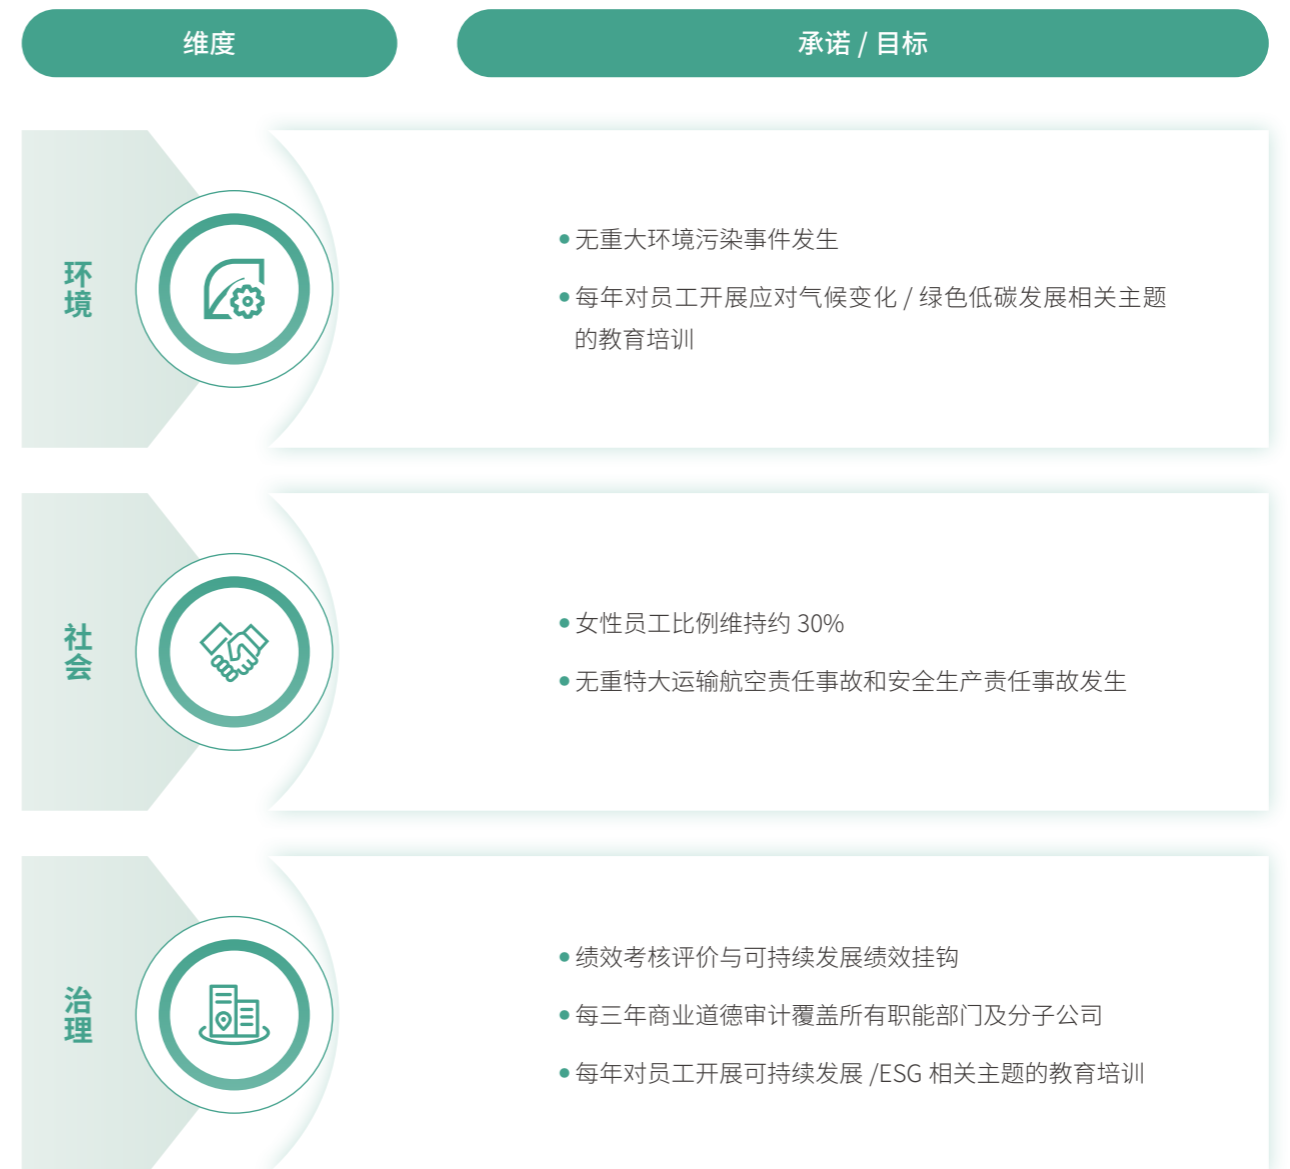 维度
承诺 / 目标
环境
• 无重大环境污染事件发生
• 每年对员工开展应对气候变化 / 绿色低碳发展相关主题
的教育培训
社会
• 女性员工比例维持约 30%
• 无重特大运输航空责任事故和安全生产责任事故发生
治理
• 绩效考核评价与可持续发展绩效挂钩
• 每三年商业道德审计覆盖所有职能部门及分子公司
• 每年对员工开展可持续发展 /ESG 相关主题的教育培训